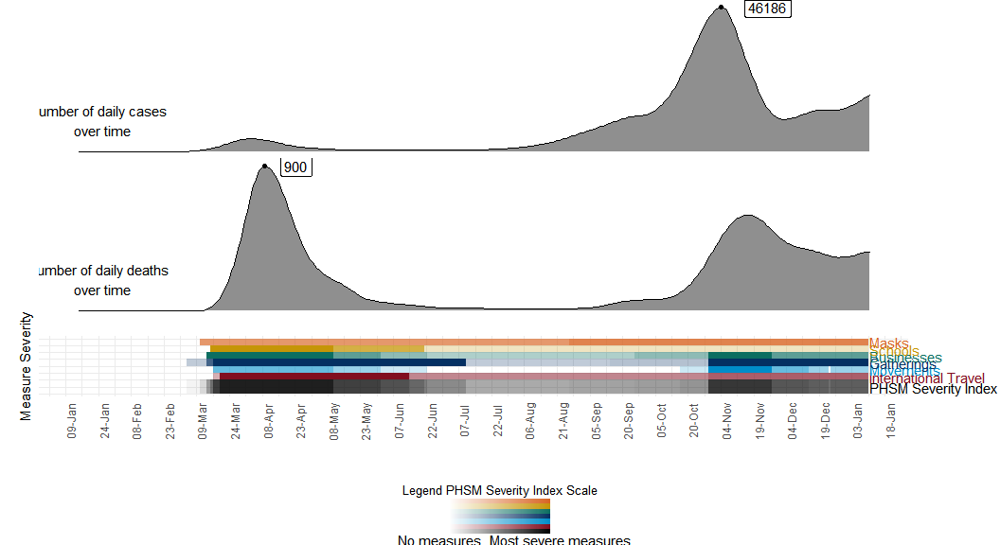 46186
umber of daily cases
over time
900
umber of daily deaths
over time
Measure Severity
Masks
Schools
Businesses
Gatherings
Movements
International Travel
PHSM Severity Index
09-Jan
24-Jan
08-Feb
23-Feb
09-Mar
24-Mar
08-Apr
23-Apr
08-May
23-May
07-Jun
22-Jun
07-Jul
22-Jul
06-Aug
21-Aug
05-Sep
20-Sep
05-Oct
20-Oct
04-Nov
19-Nov
04-Dec
19-Dec
03-Jan
18-Jan
Legend PHSM Severity Index Scale
No measures Most severe measures